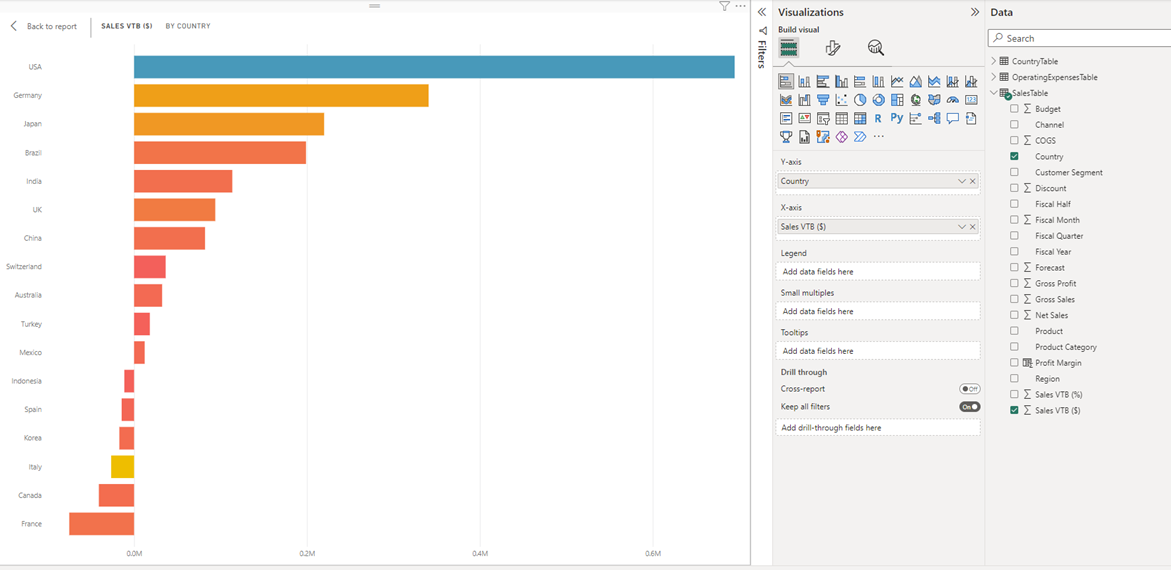 Back to report
SALES VTB ($)
BY COUNTRY
USA
Germany
Japan
Brazil
India
UK
China
Switzerland
Australia
Turkey
Mexico
Indonesia
Spain
Korea
Italy
Canada
France
0.0M 0.2M 0.4M 0.6M
Filters
Visualizations
Build visual
123
R
Py
Y-axis
Country
X-axis
Sales VTB ($)
Legend
Add data fields here
Small multiples
Add data fields here
Tooltips
Add data fields here
Drill through
Cross-report
Off
Keep all filters
On
Add drill-through fields here
Data
Search
CountryTable
OperatingExpensesTable
SalesTable
Σ Budget
Channel
Σ COGS
Country
Customer Segment
Σ Discount
Fiscal Half
Σ Fiscal Month
Fiscal Quarter
Fiscal Year
Σ Forecast
Σ Gross Profit
Σ Gross Sales
Σ Net Sales
Product
Product Category
Profit Margin
Region
Σ Sales VTB (%)
Σ Sales VTB ($)